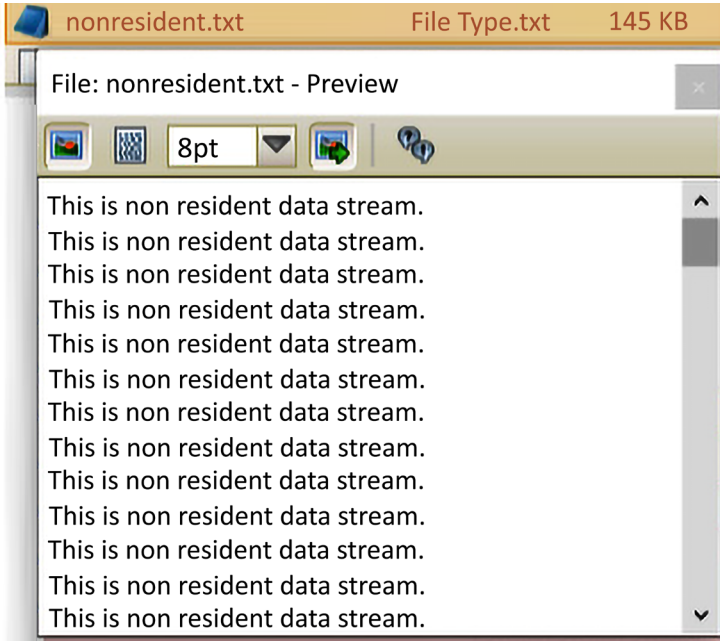 nonresident.txt File Type.txt 145 KB
File: nonresident.txt - Preview
8pt
This is non resident data stream.
This is non resident data stream.
This is non resident data stream.
This is non resident data stream.
This is non resident data stream.
This is non resident data stream.
This is non resident data stream.
This is non resident data stream.
This is non resident data stream.
This is non resident data stream.
This is non resident data stream.
This is non resident data stream.
This is non resident data stream.